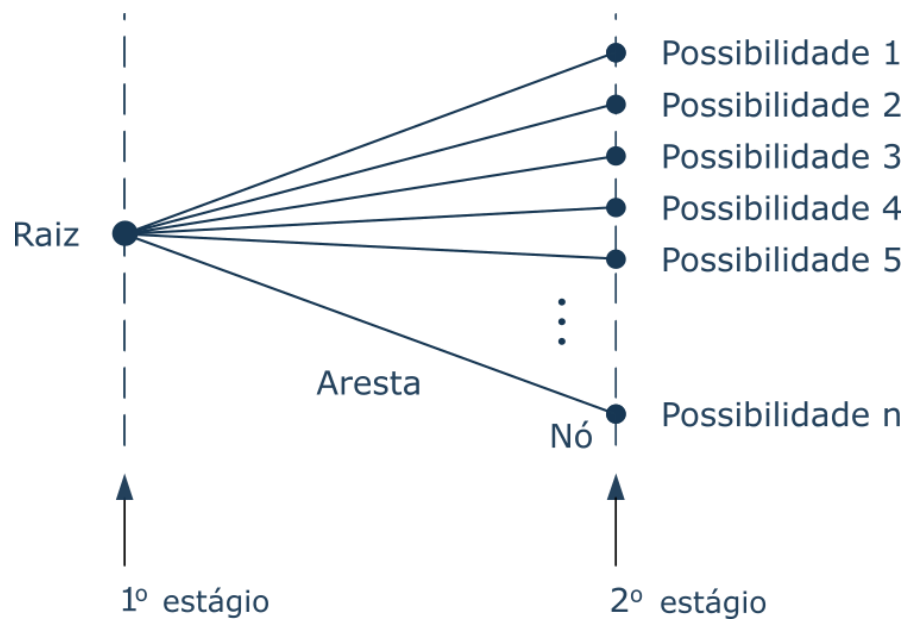 Possibilidade 1
Possibilidade 2
Possibilidade 3
Possibilidade 4
Raiz
Possibilidade 5
Aresta
Possibilidade n
Nó
1º estágio
2º estágio